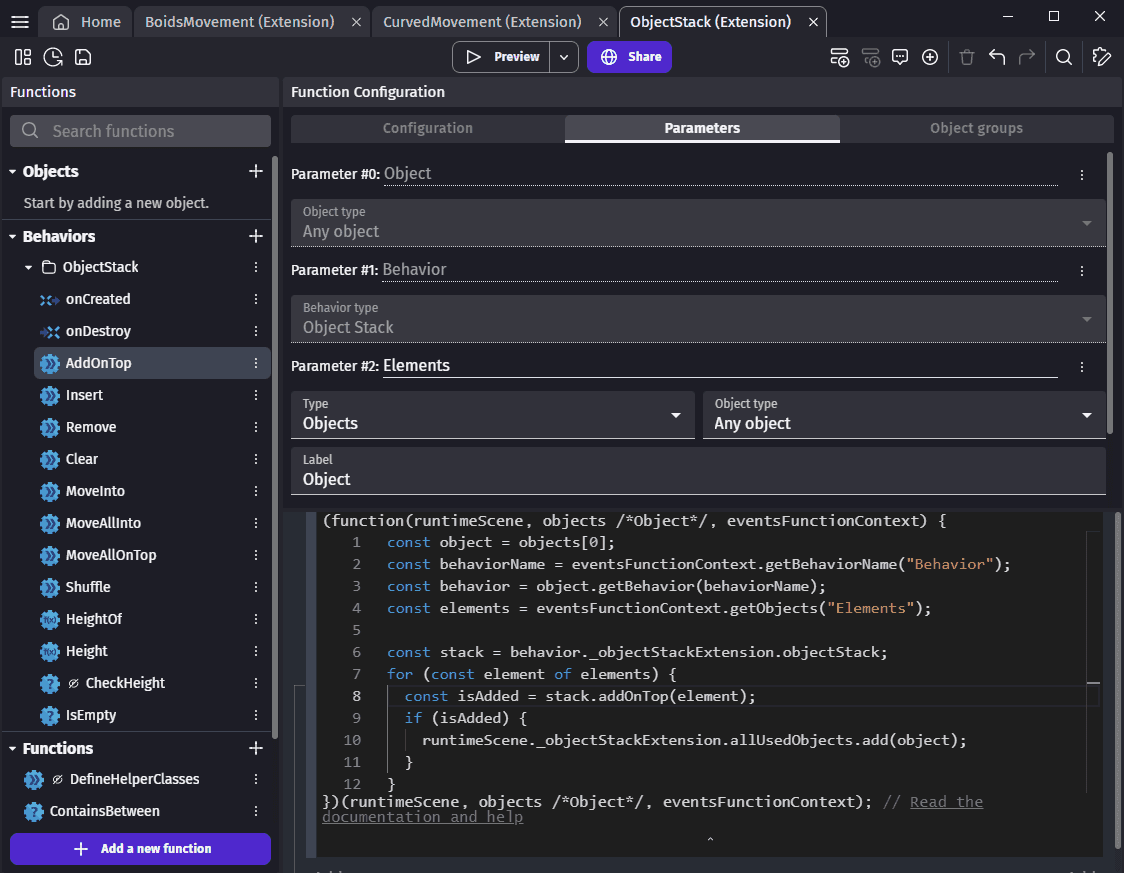 Home
BoidsMovement (Extension)
CurvedMovement (Extension)
ObjectStack (Extension)
Preview
Share
Functions
Search functions
Objects
Start by adding a new object.
Behaviors
ObjectStack
onCreated
onDestroy
AddOnTop
Insert
Remove
Clear
MoveInto
MoveAllInto
MoveAllOnTop
Shuffle
HeightOf
Height
CheckHeight
IsEmpty
Functions
DefineHelperClasses
ContainsBetween
Add a new function
Function Configuration
Configuration
Parameters
Object groups
Parameter #0: Object
Object type
Any object
Parameter #1: Behavior
Behavior type
Object Stack
Parameter #2: Elements
Type
Objects
Object type
Any object
Label
Object
(function(runtimeScene, objects /*Object*/, eventsFunctionContext) {
1 const object = objects[0];
2 const behaviorName = eventsFunctionContext.getBehaviorName("Behavior");
3 const behavior = object.getBehavior(behaviorName);
4 const elements = eventsFunctionContext.getObjects("Elements");
5
6 const stack = behavior._objectStackExtension.objectStack;
7 for (const element of elements) {
8 const isAdded = stack.addOnTop(element);
9 if (isAdded) {
10 runtimeScene._objectStackExtension.allUsedObjects.add(object);
11 }
12 }
})(runtimeScene, objects /*Object*/, eventsFunctionContext); // Read the
documentation and help